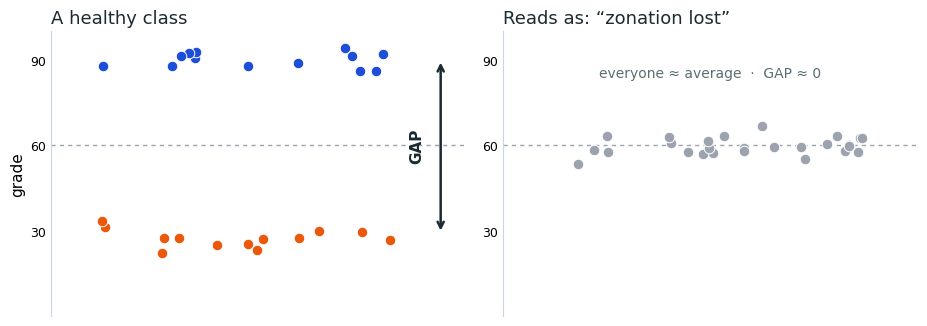 A healthy class
90
60
30
grade
GAP
Reads as: “zonation lost”
90
60
30
everyone ≈ average · GAP ≈ 0